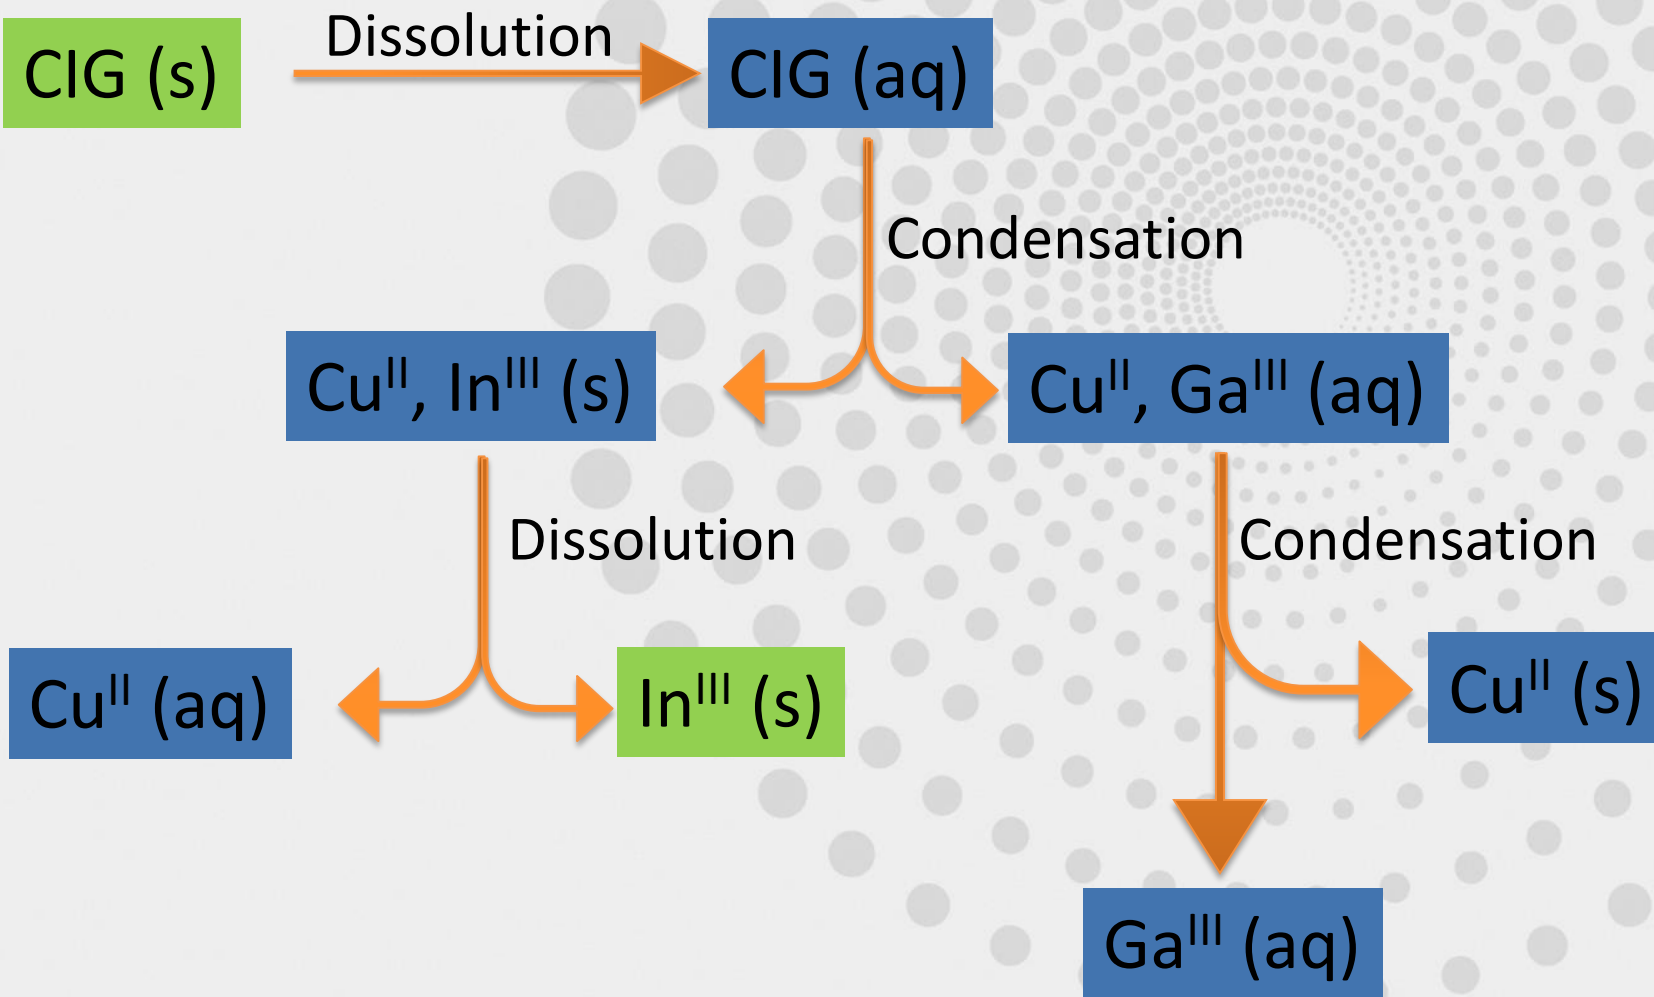 Dissolution
CIG (s)
CIG (aq)
Condensation
Cu^II, In^III (s)
Cu^II, Ga^III (aq)
Dissolution
Condensation
Cu^II (aq)
In^III (s)
Cu^II (s)
Ga^III (aq)